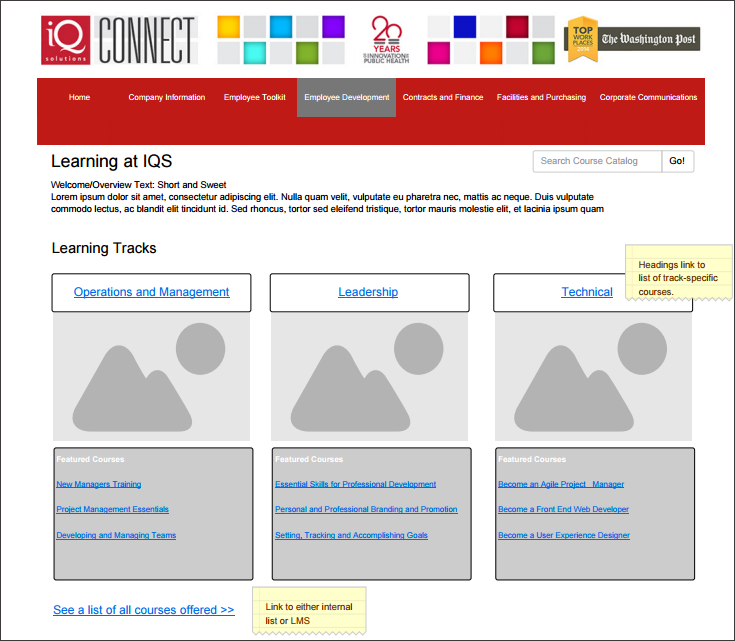 iQ solutions CONNECT
20 YEARS of INNOVATION in PUBLIC HEALTH
TOP WORK PLACES 2014
The Washington Post
Home Company Information Employee Toolkit Employee Development Contracts and Finance Facilities and Purchasing Corporate Communications
Learning at IQS
Search Course Catalog Go!
Welcome/Overview Text: Short and Sweet
Lorem ipsum dolor sit amet, consectetur adipiscing elit. Nulla quam velit, vulputate eu pharetra nec, mattis ac neque. Duis vulputate
commodo lectus, ac blandit elit tincidunt id. Sed rhoncus, tortor sed eleifend tristique, tortor mauris molestie elit, et lacinia ipsum quam
Learning Tracks
Headings link to
list of track-specific
courses.
Operations and Management Leadership Technical
Featured Courses
New Managers Training
Project Management Essentials
Developing and Managing Teams
Featured Courses
Essential Skills for Professional Development
Personal and Professional Branding and Promotion
Setting, Tracking and Accomplishing Goals
Featured Courses
Become an Agile Project Manager
Become a Front End Web Developer
Become a User Experience Designer
See a list of all courses offered >>
Link to either internal
list or LMS